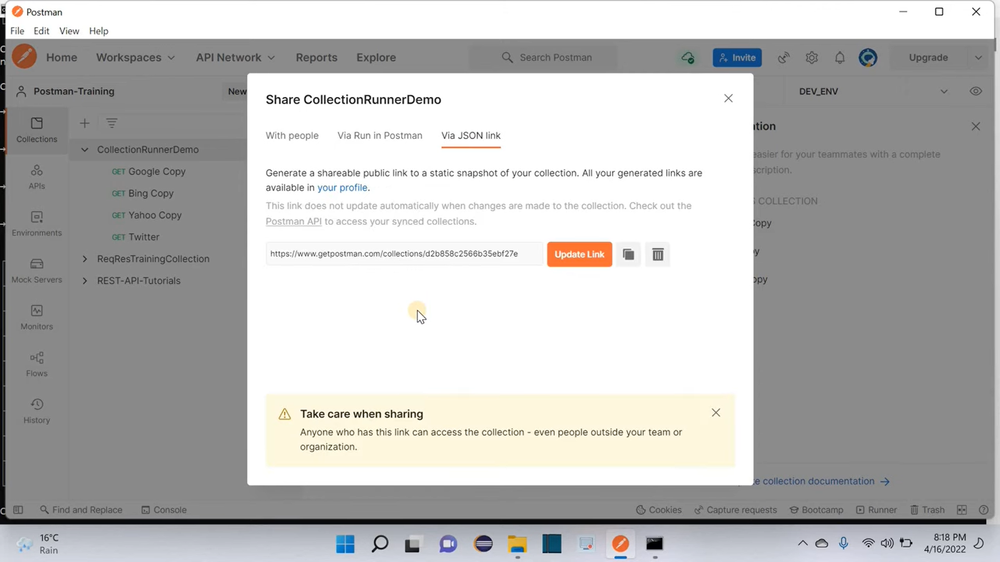 Postman
File Edit View Help
Home Workspaces API Network Reports Explore Search Postman Invite Upgrade
Postman-Training New DEV_ENV
Share CollectionRunnerDemo
With people Via Run in Postman Via JSON link
Generate a shareable public link to a static snapshot of your collection. All your generated links are
available in your profile.
This link does not update automatically when changes are made to the collection. Check out the
Postman API to access your synced collections.
https://www.getpostman.com/collections/d2b858c2566b35ebf27e Update Link
Take care when sharing
Anyone who has this link can access the collection - even people outside your team or
organization.
Collections
APIs
Environments
Mock Servers
Monitors
Flows
History
CollectionRunnerDemo
GET Google Copy
GET Bing Copy
GET Yahoo Copy
GET Twitter
ReqResTrainingCollection
REST-API-Tutorials
easier for your teammates with a complete
COLLECTION
collection documentation →
Find and Replace Console Cookies Capture requests Bootcamp Runner Trash
16°C
Rain
8:18 PM
4/16/2022